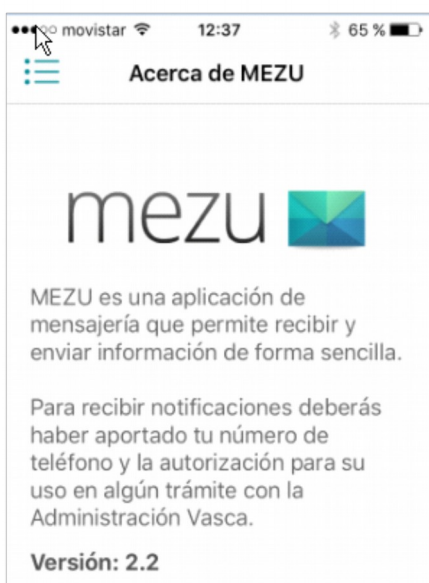 movistar 12:37 65 %
Acerca de MEZU
mezu
MEZU es una aplicación de
mensajería que permite recibir y
enviar información de forma sencilla.
Para recibir notificaciones deberás
haber aportado tu número de
teléfono y la autorización para su
uso en algún trámite con la
Administración Vasca.
Versión: 2.2